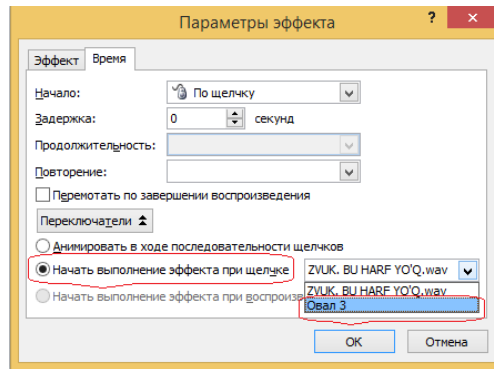 Параметры эффекта ? ×
Эффект Время
Начало: По щелчку
Задержка: 0 секунд
Продолжительность:
Повторение:
Перемотать по завершении воспроизведения
Переключатели
Анимировать в ходе последовательности щелчков
Начать выполнение эффекта при щелчке ZVUK. BU HARF YO'Q.wav
ZVUK. BU HARF YO'Q.wav
Начать выполнение эффекта при
Овал 3
ОК Отмена